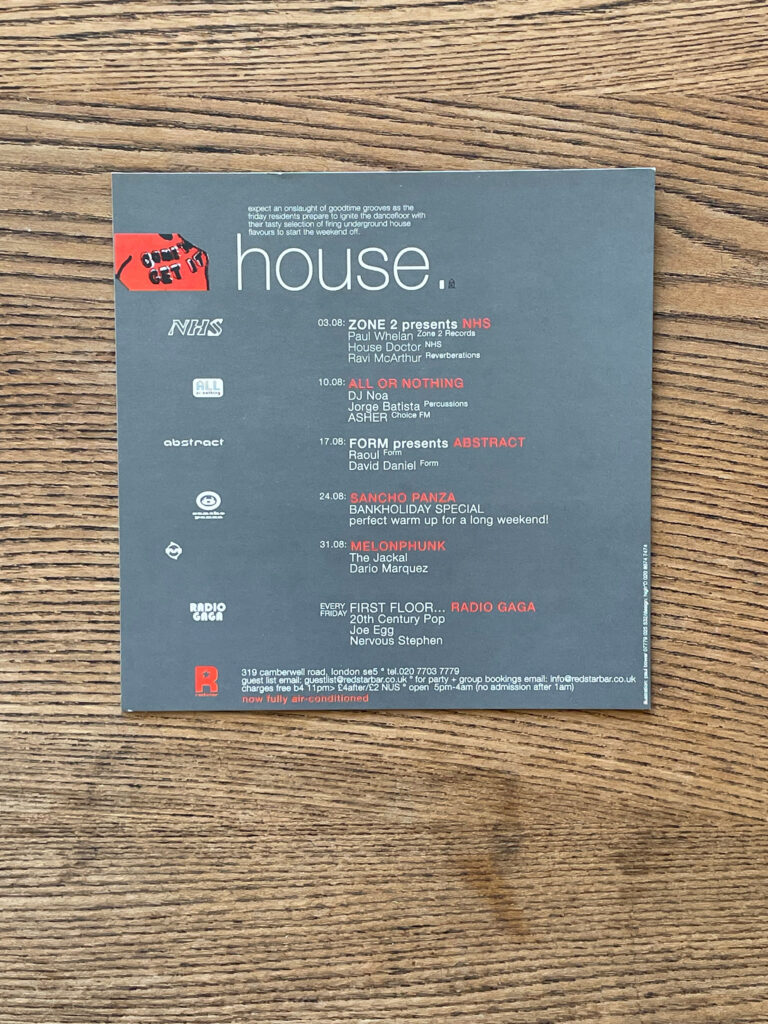 expect an onslaught of goodtime grooves as the
friday residents prepare to ignite the dancefloor with
their tasty selection of firing underground house
flavours to start the weekend off.
COME
GET IT
house.
NHS
03.08: ZONE 2 presents NHS
Paul Whelan Zone 2 Records
House Doctor NHS
Ravi McArthur Reverberations
ALL
or nothing
10.08: ALL OR NOTHING
DJ Noa
Jorge Batista Percussions
ASHER Choice FM
abstract
17.08: FORM presents ABSTRACT
Raoul Form
David Daniel Form
sancho
panza
24.08: SANCHO PANZA
BANKHOLIDAY SPECIAL
perfect warm up for a long weekend!
31.08: MELONPHUNK
The Jackal
Dario Marquez
RADIO
GAGA
EVERY
FRIDAY
FIRST FLOOR... RADIO GAGA
20th Century Pop
Joe Egg
Nervous Stephen
R
redstar
319 camberwell road, london se5 * tel.020 7703 7779
guest list email: guestlist@redstarbar.co.uk * for party + group bookings email: info@redstarbar.co.uk
charges free b4 11pm> £4after/£2 NUS * open 5pm-4am (no admission after 1am)
now fully air-conditioned